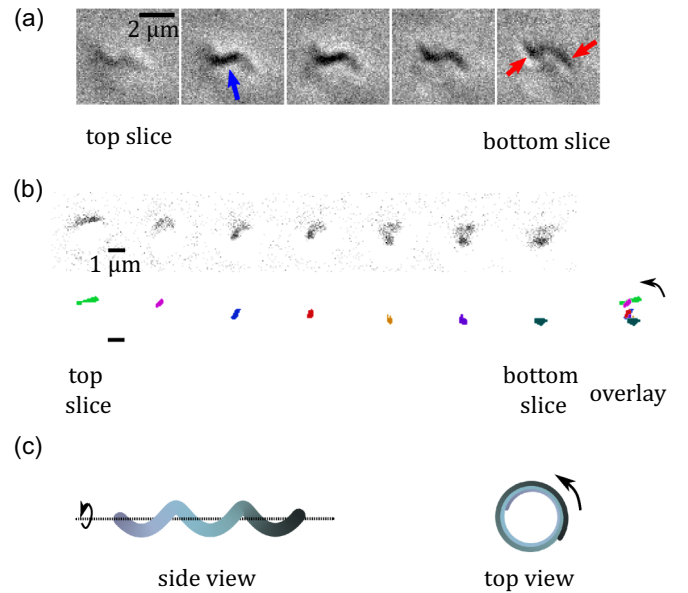 (a)
2 μm
top slice
bottom slice
(b)
1 μm
top
slice
bottom
slice
overlay
(c)
side view
top view